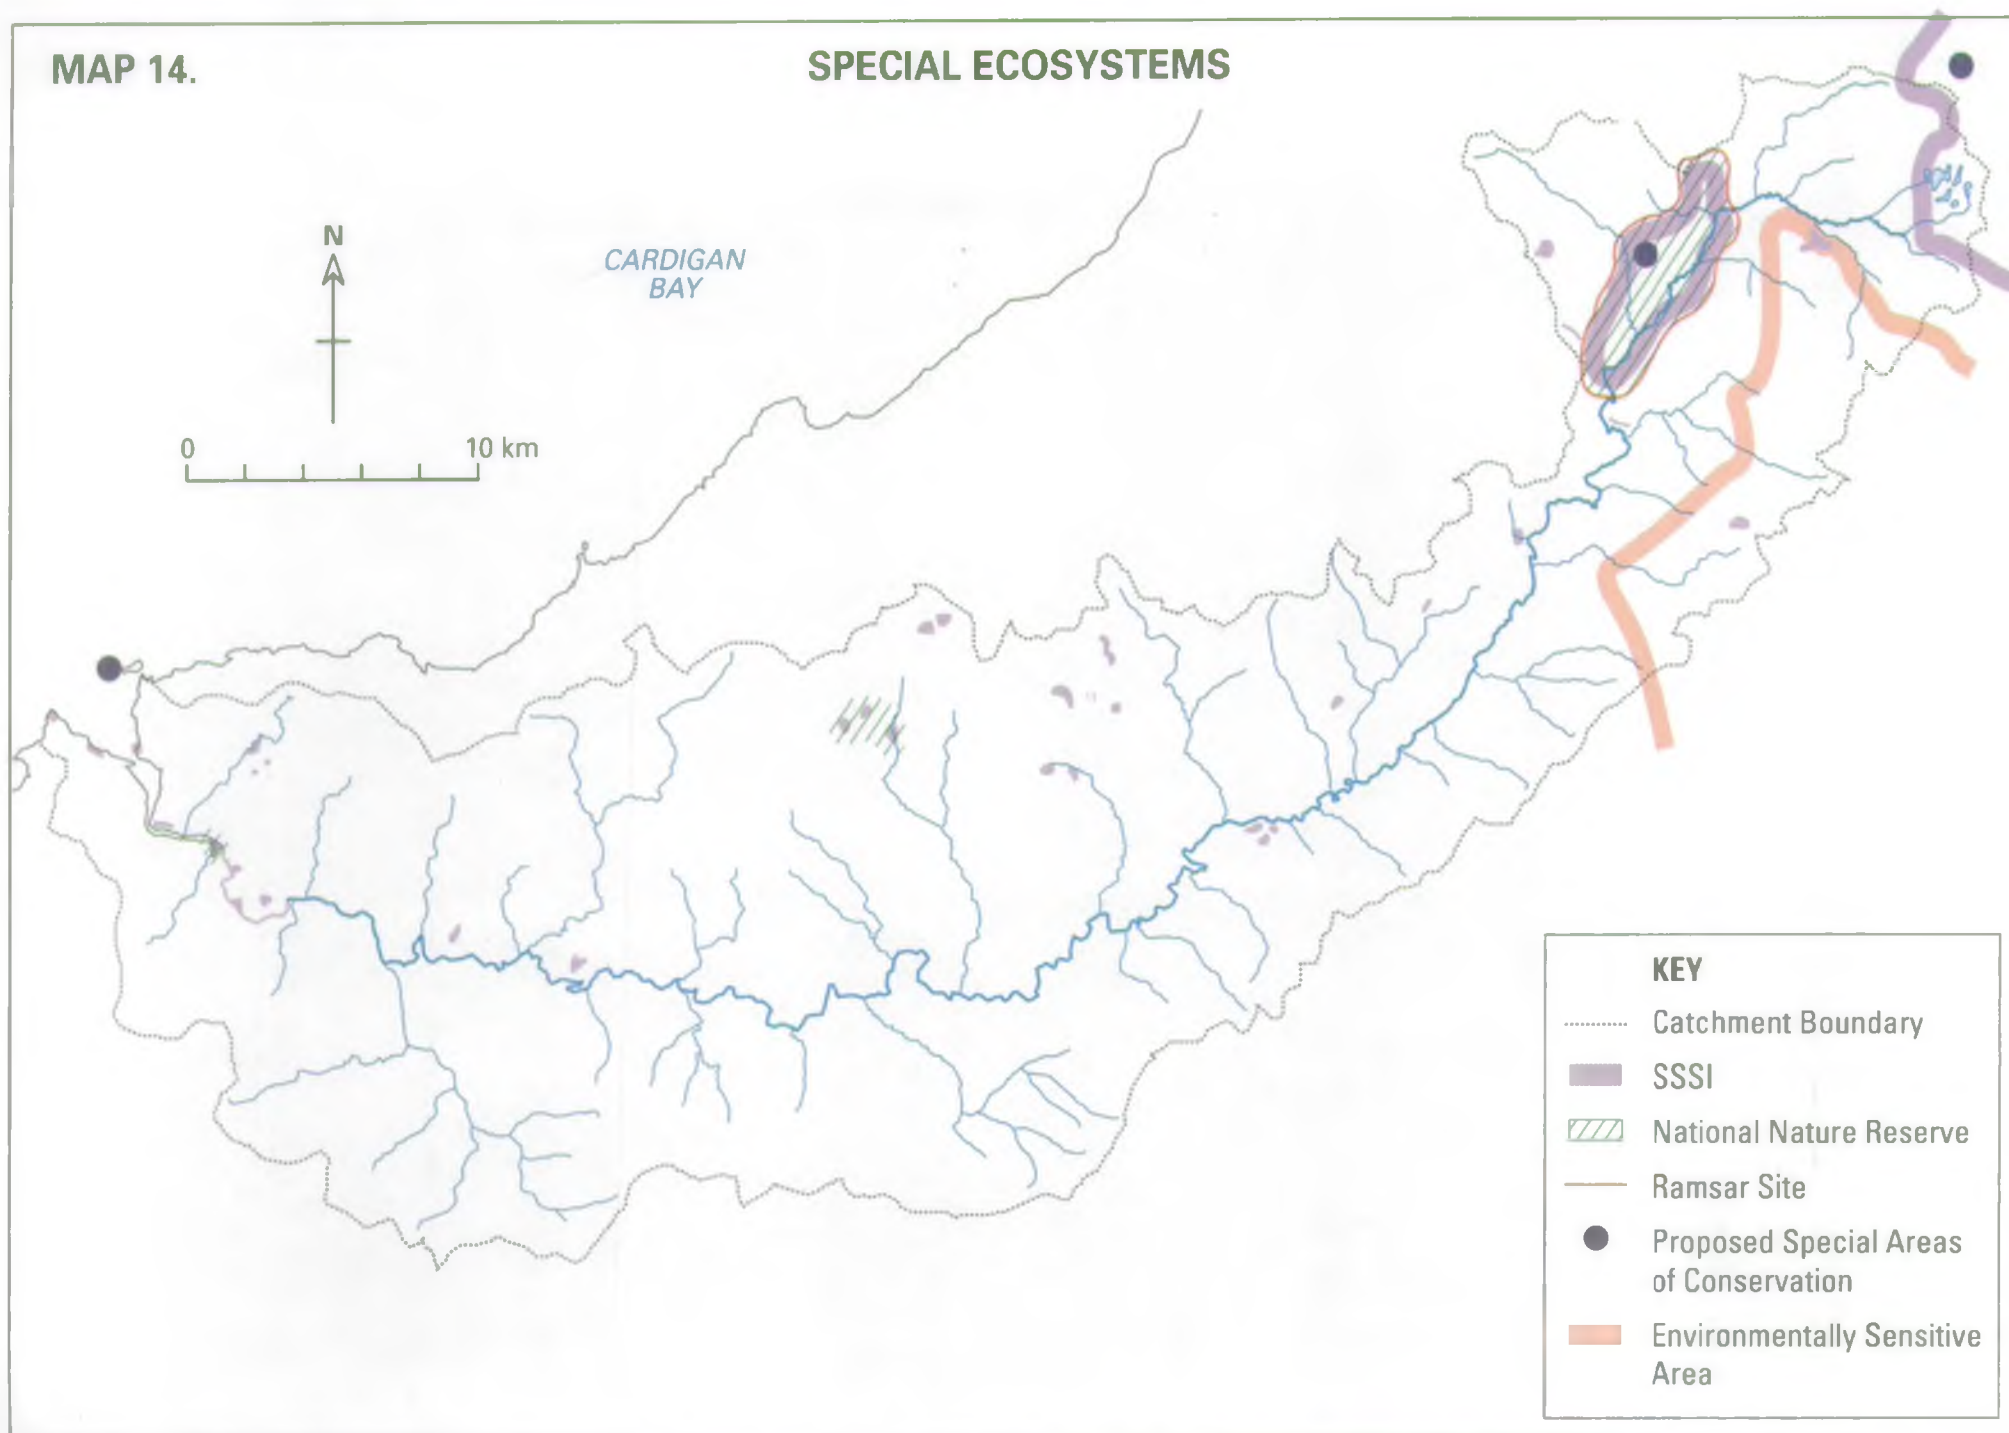 MAP 14.
SPECIAL ECOSYSTEMS
N
CARDIGAN
BAY
0 10 km
KEY
Catchment Boundary
SSSI
National Nature Reserve
Ramsar Site
Proposed Special Areas
of Conservation
Environmentally Sensitive
Area